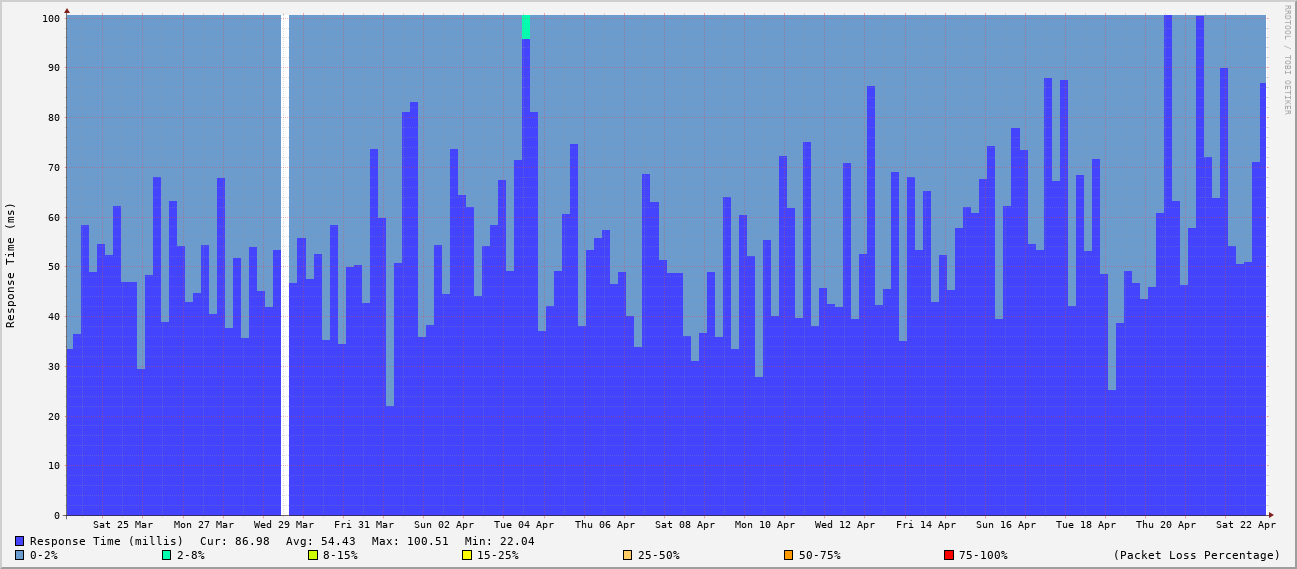 RRDTOOL / TOBI OETIKER
Response Time (ms)
100
90
80
70
60
50
40
30
20
10
0
Sat 25 Mar Mon 27 Mar Wed 29 Mar Fri 31 Mar Sun 02 Apr Tue 04 Apr Thu 06 Apr Sat 08 Apr Mon 10 Apr Wed 12 Apr Fri 14 Apr Sun 16 Apr Tue 18 Apr Thu 20 Apr Sat 22 Apr
Response Time (millis) Cur: 86.98 Avg: 54.43 Max: 100.51 Min: 22.04
0-2% 2-8% 8-15% 15-25% 25-50% 50-75% 75-100% (Packet Loss Percentage)